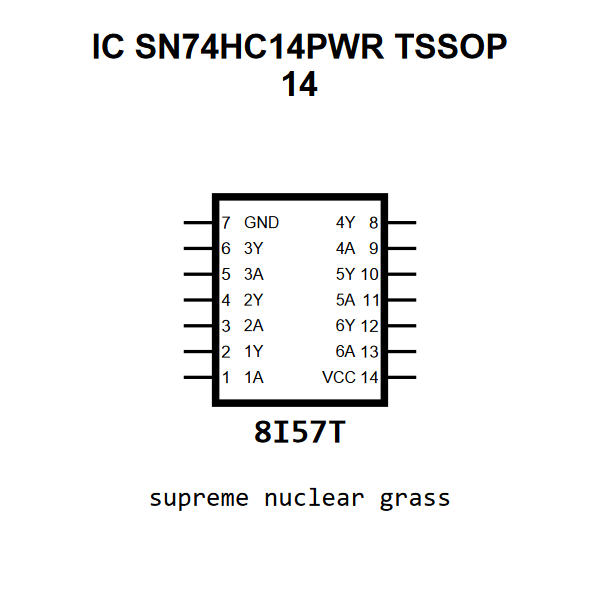 IC SN74HC14PWR TSSOP
14
7 GND 4Y 8
6 3Y 4A 9
5 3A 5Y 10
4 2Y 5A 11
3 2A 6Y 12
2 1Y 6A 13
1 1A VCC 14
8I57T
supreme nuclear grass